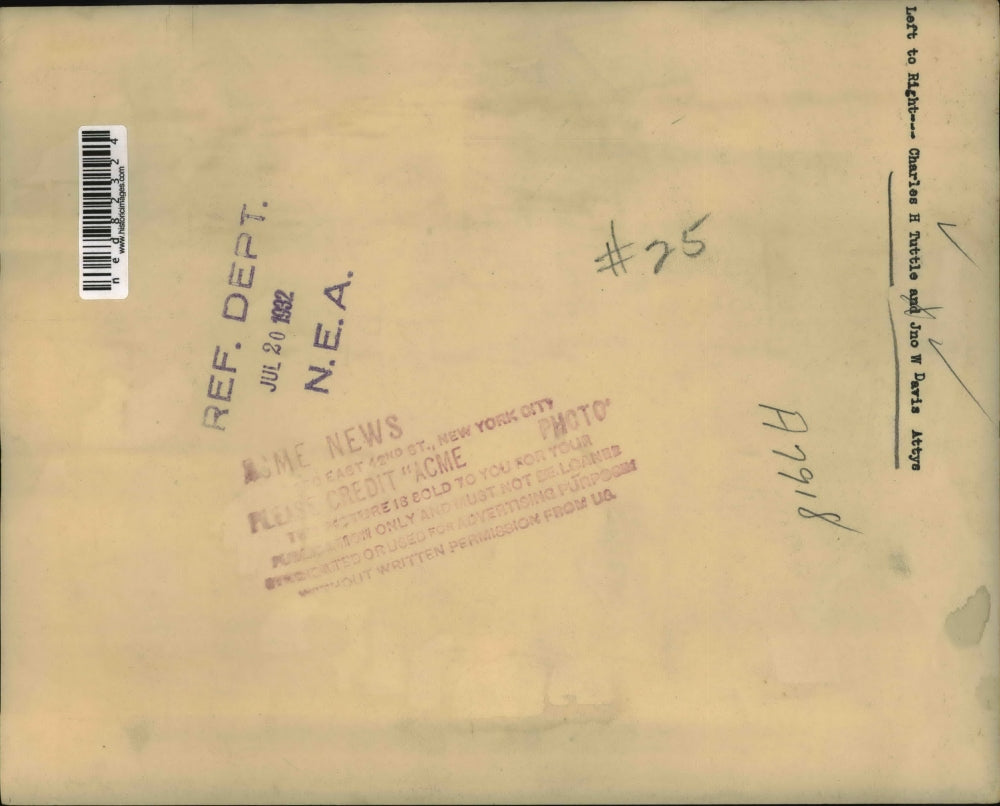 Left to Right--- Charles H Tuttle and Jno W Davis Attys
#25
A7918
REF. DEPT.
JUL 20 1932
N.E.A.
ACME NEWS
EAST 42ND ST., NEW YORK CITY
PLEASE CREDIT "ACME PHOTO"
PICTURE IS SOLD TO YOU FOR YOUR
PUBLICATION ONLY AND MUST NOT BE LOANED
SYNDICATED OR USED FOR ADVERTISING PURPOSES
WITHOUT WRITTEN PERMISSION FROM US.
www.historicimages.com
ned82324